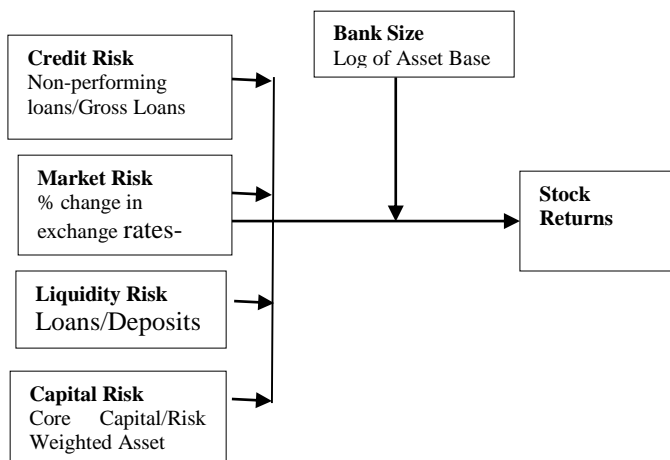 Credit Risk
Non-performing
loans/Gross Loans
Bank Size
Log of Asset Base
Market Risk
% change in
exchange rates-
Stock
Returns
Liquidity Risk
Loans/Deposits
Capital Risk
Core Capital/Risk
Weighted Asset